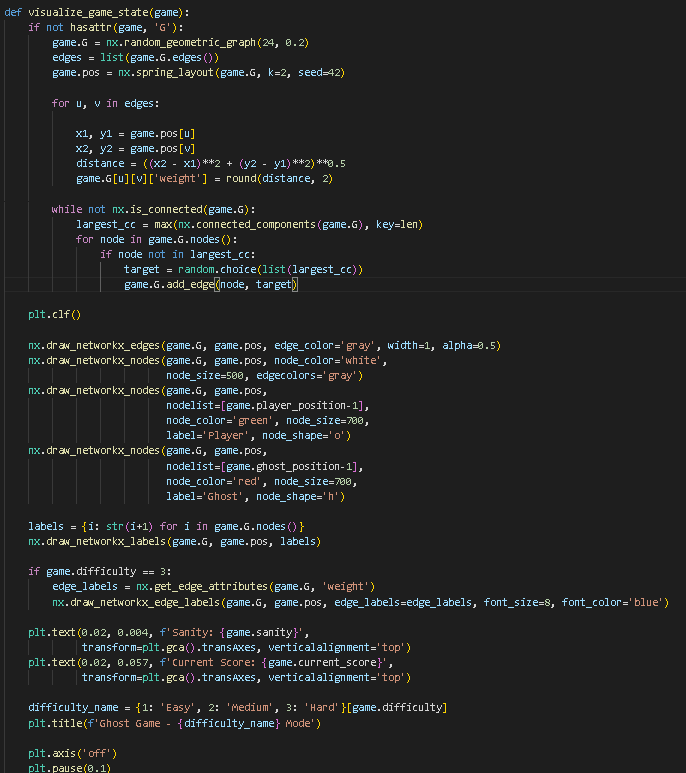 def visualize_game_state(game):
    if not hasattr(game, 'G'):
        game.G = nx.random_geometric_graph(24, 0.2)
        edges = list(game.G.edges())
        game.pos = nx.spring_layout(game.G, k=2, seed=42)

        for u, v in edges:

            x1, y1 = game.pos[u]
            x2, y2 = game.pos[v]
            distance = ((x2 - x1)**2 + (y2 - y1)**2)**0.5
            game.G[u][v]['weight'] = round(distance, 2)

        while not nx.is_connected(game.G):
            largest_cc = max(nx.connected_components(game.G), key=len)
            for node in game.G.nodes():
                if node not in largest_cc:
                    target = random.choice(list(largest_cc))
                    game.G.add_edge(node, target)

    plt.clf()

    nx.draw_networkx_edges(game.G, game.pos, edge_color='gray', width=1, alpha=0.5)
    nx.draw_networkx_nodes(game.G, game.pos, node_color='white',
                           node_size=500, edgecolors='gray')
    nx.draw_networkx_nodes(game.G, game.pos,
                           nodelist=[game.player_position-1],
                           node_color='green', node_size=700,
                           label='Player', node_shape='o')
    nx.draw_networkx_nodes(game.G, game.pos,
                           nodelist=[game.ghost_position-1],
                           node_color='red', node_size=700,
                           label='Ghost', node_shape='h')

    labels = {i: str(i+1) for i in game.G.nodes()}
    nx.draw_networkx_labels(game.G, game.pos, labels)

    if game.difficulty == 3:
        edge_labels = nx.get_edge_attributes(game.G, 'weight')
        nx.draw_networkx_edge_labels(game.G, game.pos, edge_labels=edge_labels, font_size=8, font_color='blue')

    plt.text(0.02, 0.004, f'Sanity: {game.sanity}',
             transform=plt.gca().transAxes, verticalalignment='top')
    plt.text(0.02, 0.057, f'Current Score: {game.current_score}',
             transform=plt.gca().transAxes, verticalalignment='top')

    difficulty_name = {1: 'Easy', 2: 'Medium', 3: 'Hard'}[game.difficulty]
    plt.title(f'Ghost Game - {difficulty_name} Mode')

    plt.axis('off')
    plt.pause(0.1)